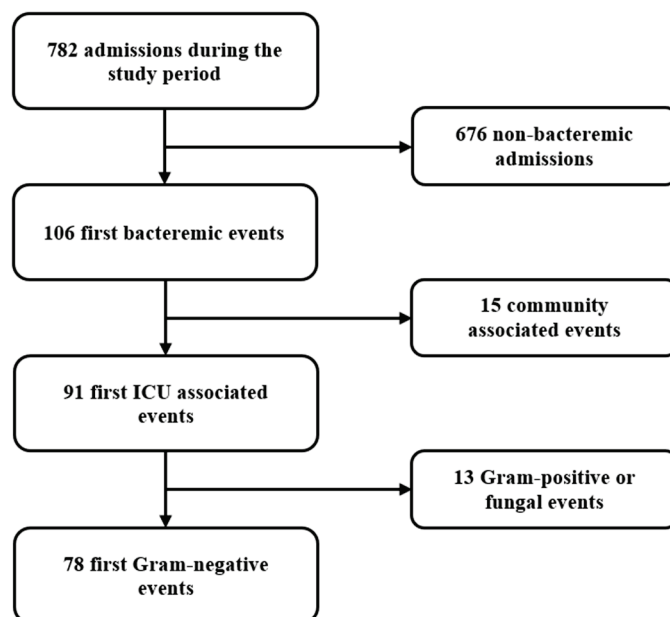 782 admissions during the
study period
676 non-bacteremic
admissions
106 first bacteremic events
15 community
associated events
91 first ICU associated
events
13 Gram-positive or
fungal events
78 first Gram-negative
events